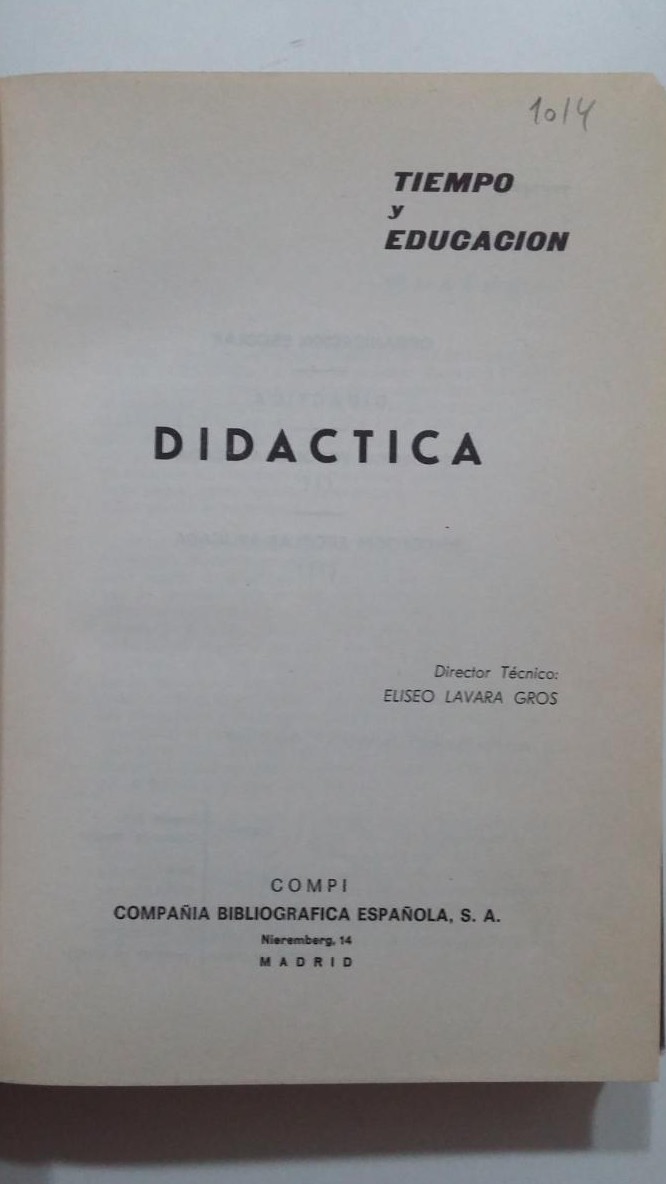 1014
TIEMPO
y
EDUCACION
DIDACTICA
Director Técnico:
ELISEO LAVARA GROS
COMPI
COMPAÑIA BIBLIOGRAFICA ESPAÑOLA, S. A.
Nieremberg, 14
MADRID